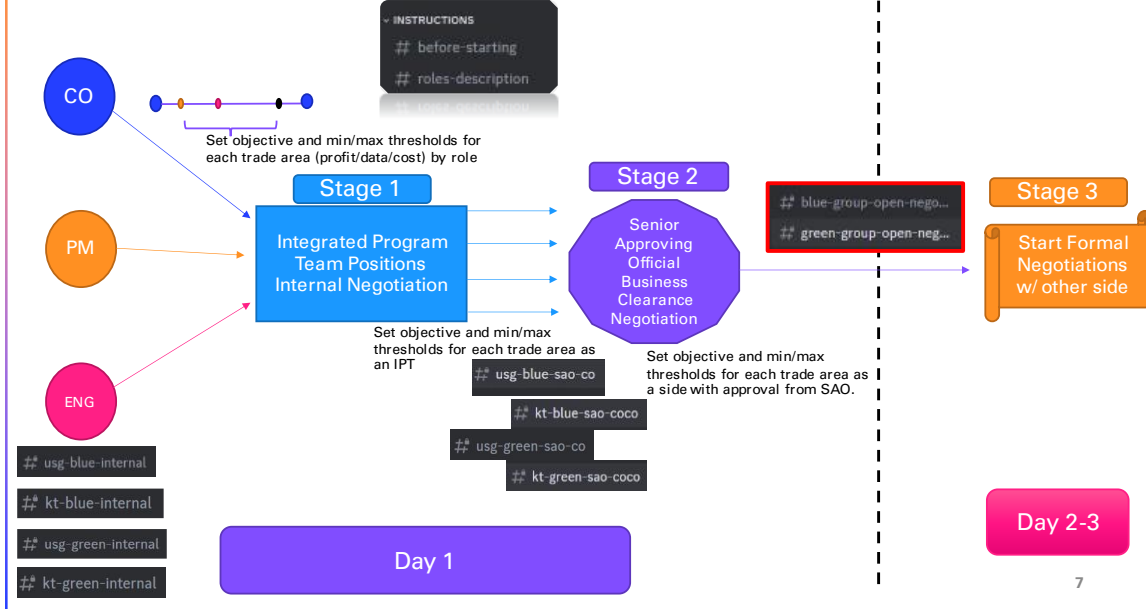 INSTRUCTIONS
# before-starting
# roles-description
CO
Set objective and min/max thresholds for
each trade area (profit/data/cost) by role
Stage 1
Stage 2
Stage 3
# blue-group-open-nego...
# green-group-open-neg...
PM
Integrated Program
Team Positions
Internal Negotiation
Senior
Approving
Official
Business
Clearance
Negotiation
Start Formal
Negotiations
w/ other side
Set objective and min/max
thresholds for each trade area as
an IPT
Set objective and min/max
thresholds for each trade area as
a side with approval from SAO.
ENG
# usg-blue-sao-co
# kt-blue-sao-coco
# usg-green-sao-co
# kt-green-sao-coco
# usg-blue-internal
# kt-blue-internal
# usg-green-internal
# kt-green-internal
Day 1
Day 2-3
7